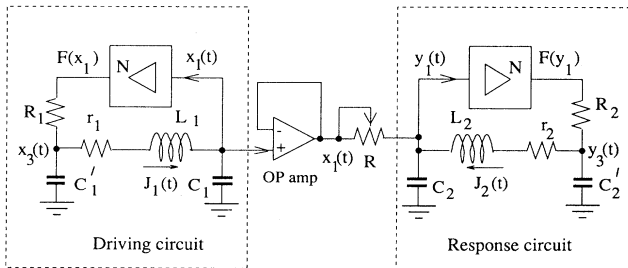 F(x₁) N x₁(t) y₁(t) N F(y₁)
R₁ r₁ L₁ L₂ r₂ R₂
x₃(t) - + x₁(t) R y₃(t)
C₁' J₁(t) C₁ OP amp C₂ J₂(t) C₂'
Driving circuit Response circuit